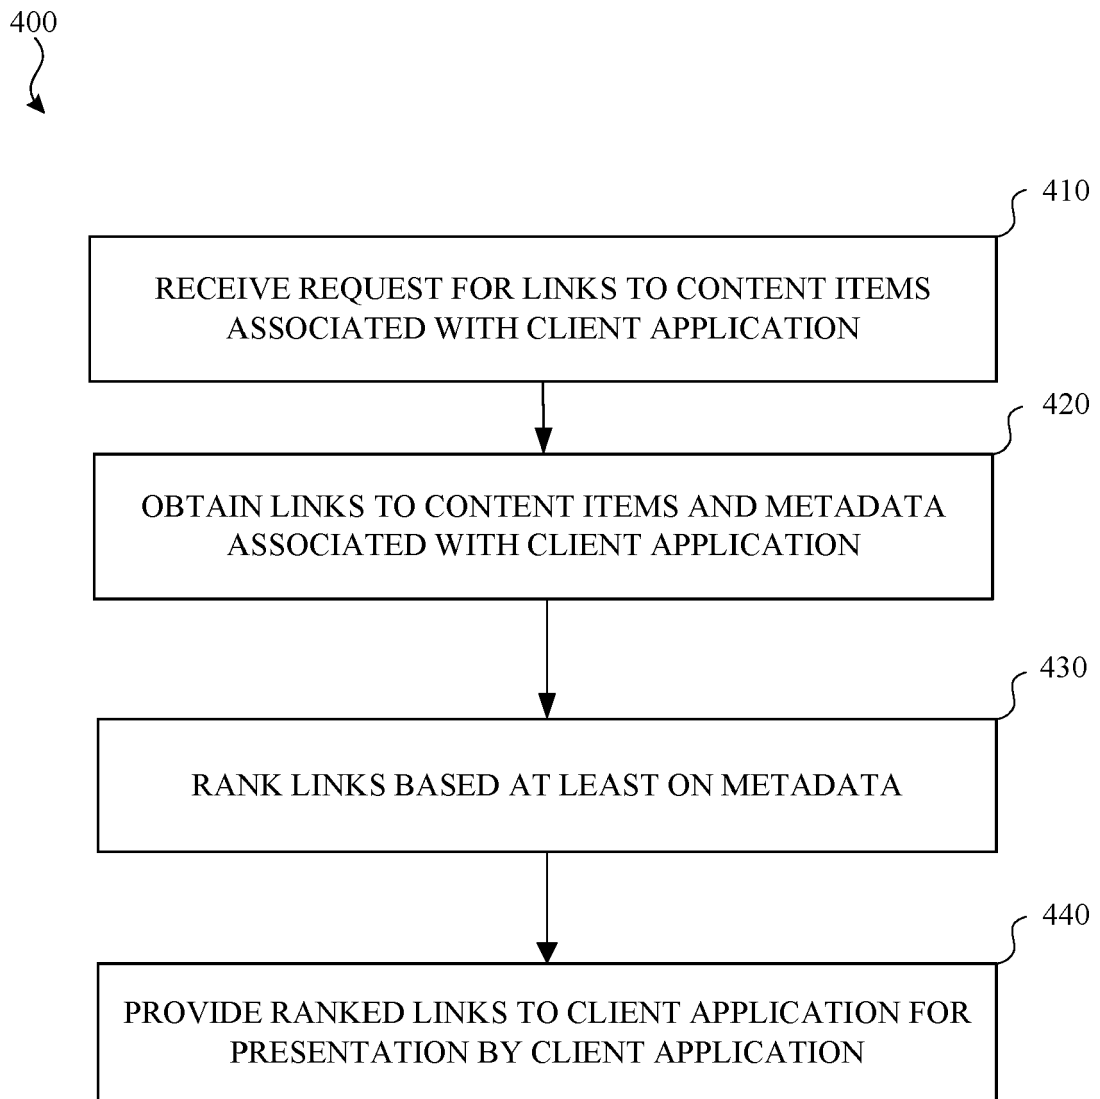 400
410
RECEIVE REQUEST FOR LINKS TO CONTENT ITEMS
ASSOCIATED WITH CLIENT APPLICATION
420
OBTAIN LINKS TO CONTENT ITEMS AND METADATA
ASSOCIATED WITH CLIENT APPLICATION
430
RANK LINKS BASED AT LEAST ON METADATA
440
PROVIDE RANKED LINKS TO CLIENT APPLICATION FOR
PRESENTATION BY CLIENT APPLICATION